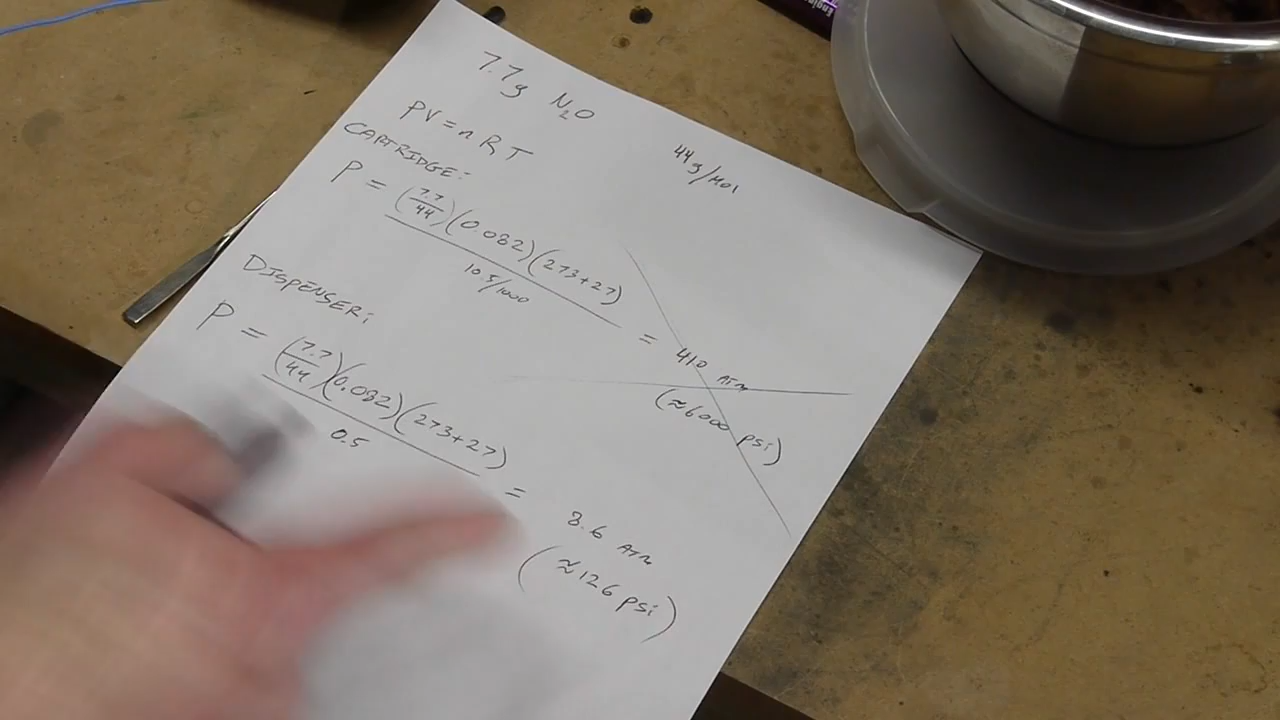 7.7g N₂O
44 g/mol
PV = nRT
CARTRIDGE:
P = (7.7/44)(0.082)(273+27) / 10.5/1000 = 410 ATM
(≈6000 psi)
DISPENSER:
P = (7.7/44)(0.082)(273+27) / 0.5 = 8.6 ATM
(≈126 psi)